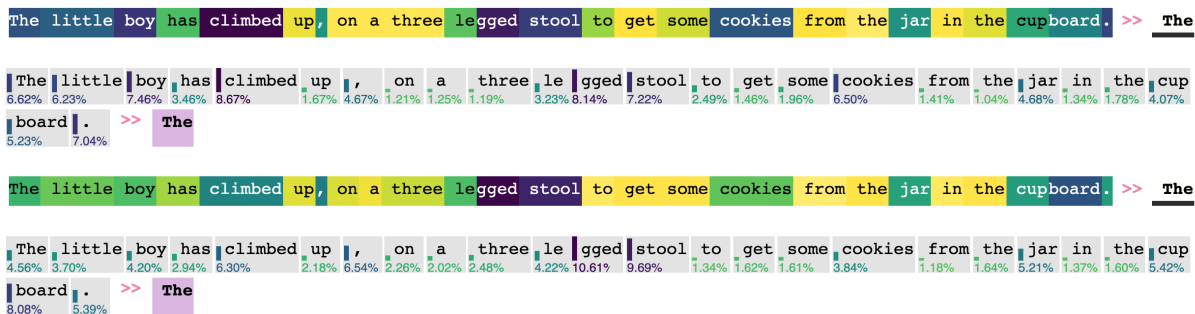 The little boy has climbed up, on a three legged stool to get some cookies from the jar in the cupboard. >> The
The little boy has climbed up , on a three le gged stool to get some cookies from the jar in the cup
6.62% 6.23% 7.46% 3.46% 8.67% 1.67% 4.67% 1.21% 1.25% 1.19% 3.23% 8.14% 7.22% 2.49% 1.46% 1.96% 6.50% 1.41% 1.04% 4.68% 1.34% 1.78% 4.07%
board . >> The
5.23% 7.04%
The little boy has climbed up, on a three legged stool to get some cookies from the jar in the cupboard. >> The
The little boy has climbed up , on a three le gged stool to get some cookies from the jar in the cup
4.56% 3.70% 4.20% 2.94% 6.30% 2.18% 6.54% 2.26% 2.02% 2.48% 4.22% 10.61% 9.69% 1.34% 1.62% 1.61% 3.84% 1.18% 1.64% 5.21% 1.37% 1.60% 5.42%
board . >> The
8.08% 5.39%